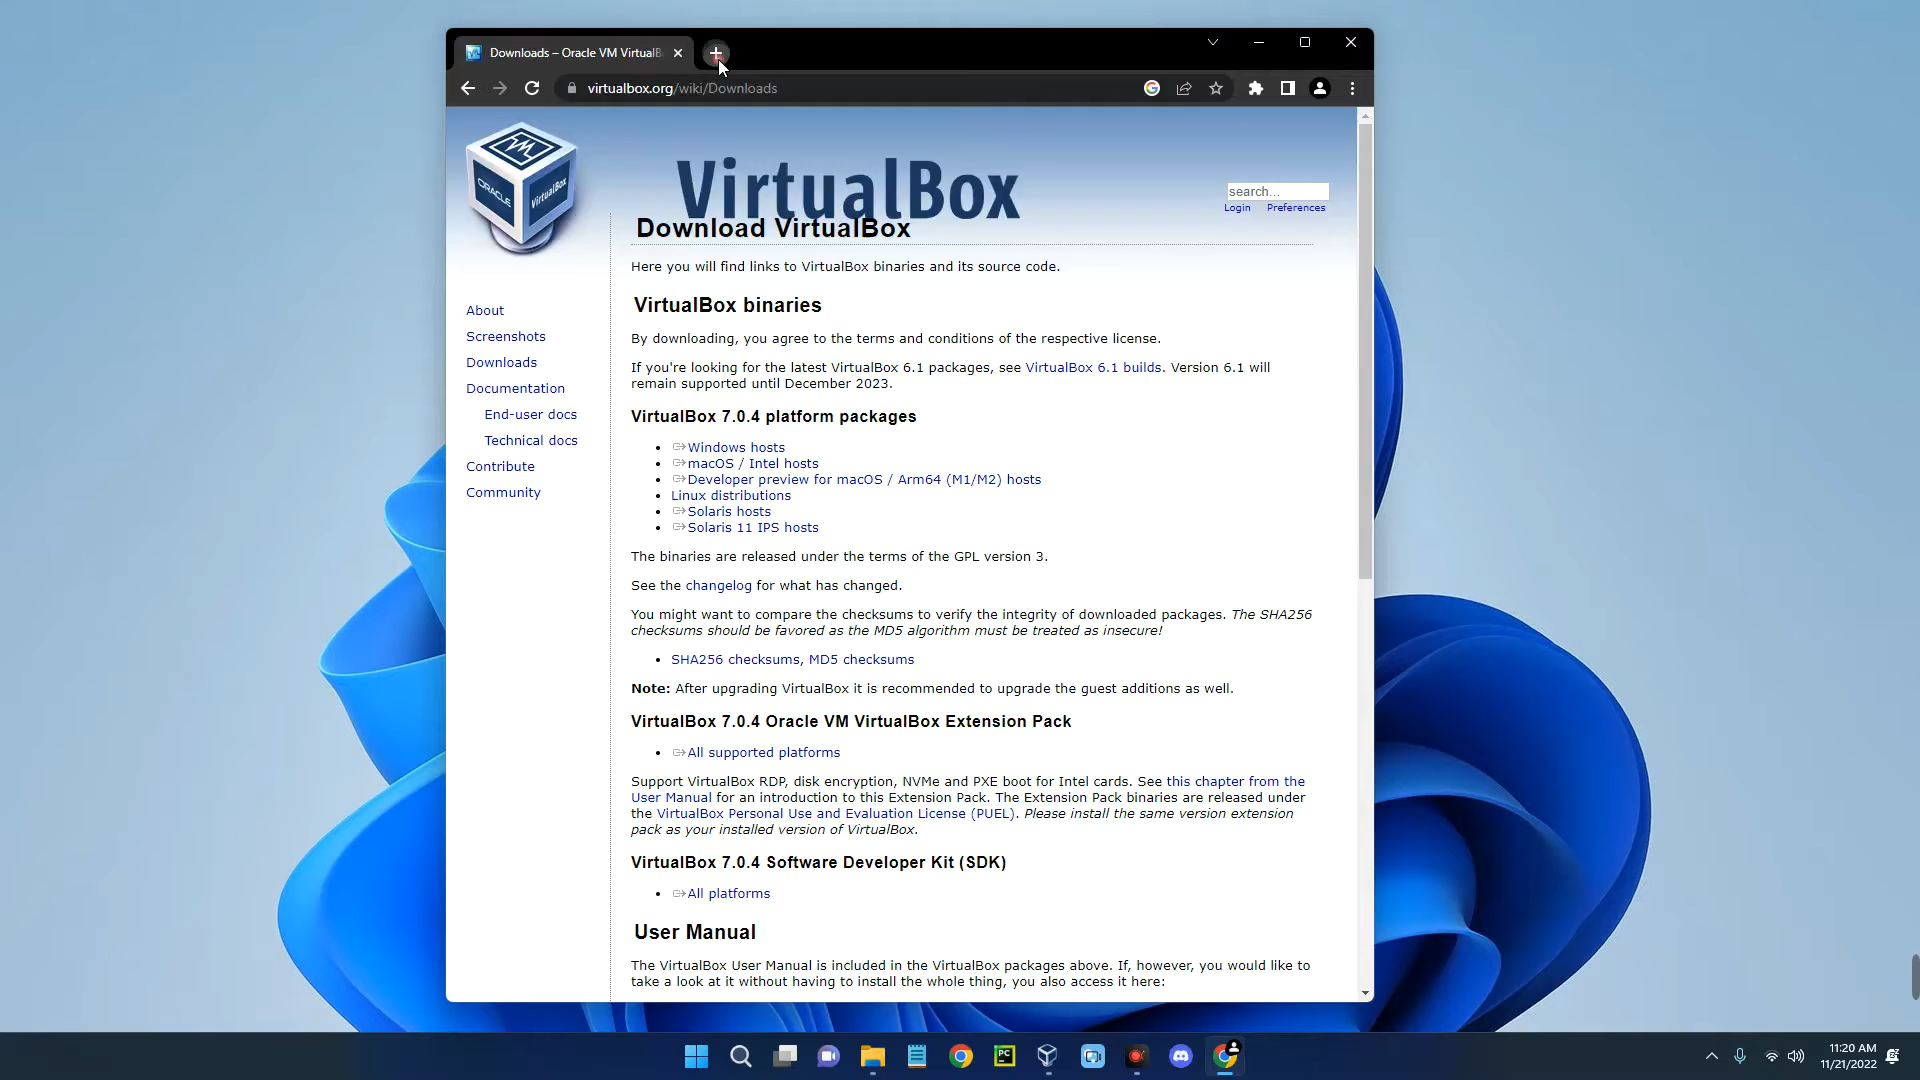 Downloads – Oracle VM VirtualB
virtualbox.org/wiki/Downloads
ORACLE
VirtualBox
VirtualBox
search...
Login Preferences
Download VirtualBox
Here you will find links to VirtualBox binaries and its source code.
About
Screenshots
Downloads
Documentation
End-user docs
Technical docs
Contribute
Community
VirtualBox binaries
By downloading, you agree to the terms and conditions of the respective license.
If you're looking for the latest VirtualBox 6.1 packages, see VirtualBox 6.1 builds. Version 6.1 will
remain supported until December 2023.
VirtualBox 7.0.4 platform packages
• Windows hosts
• macOS / Intel hosts
• Developer preview for macOS / Arm64 (M1/M2) hosts
• Linux distributions
• Solaris hosts
• Solaris 11 IPS hosts
The binaries are released under the terms of the GPL version 3.
See the changelog for what has changed.
You might want to compare the checksums to verify the integrity of downloaded packages. The SHA256
checksums should be favored as the MD5 algorithm must be treated as insecure!
• SHA256 checksums, MD5 checksums
Note: After upgrading VirtualBox it is recommended to upgrade the guest additions as well.
VirtualBox 7.0.4 Oracle VM VirtualBox Extension Pack
• All supported platforms
Support VirtualBox RDP, disk encryption, NVMe and PXE boot for Intel cards. See this chapter from the
User Manual for an introduction to this Extension Pack. The Extension Pack binaries are released under
the VirtualBox Personal Use and Evaluation License (PUEL). Please install the same version extension
pack as your installed version of VirtualBox.
VirtualBox 7.0.4 Software Developer Kit (SDK)
• All platforms
User Manual
The VirtualBox User Manual is included in the VirtualBox packages above. If, however, you would like to
take a look at it without having to install the whole thing, you also access it here:
PC
11:20 AM
11/21/2022